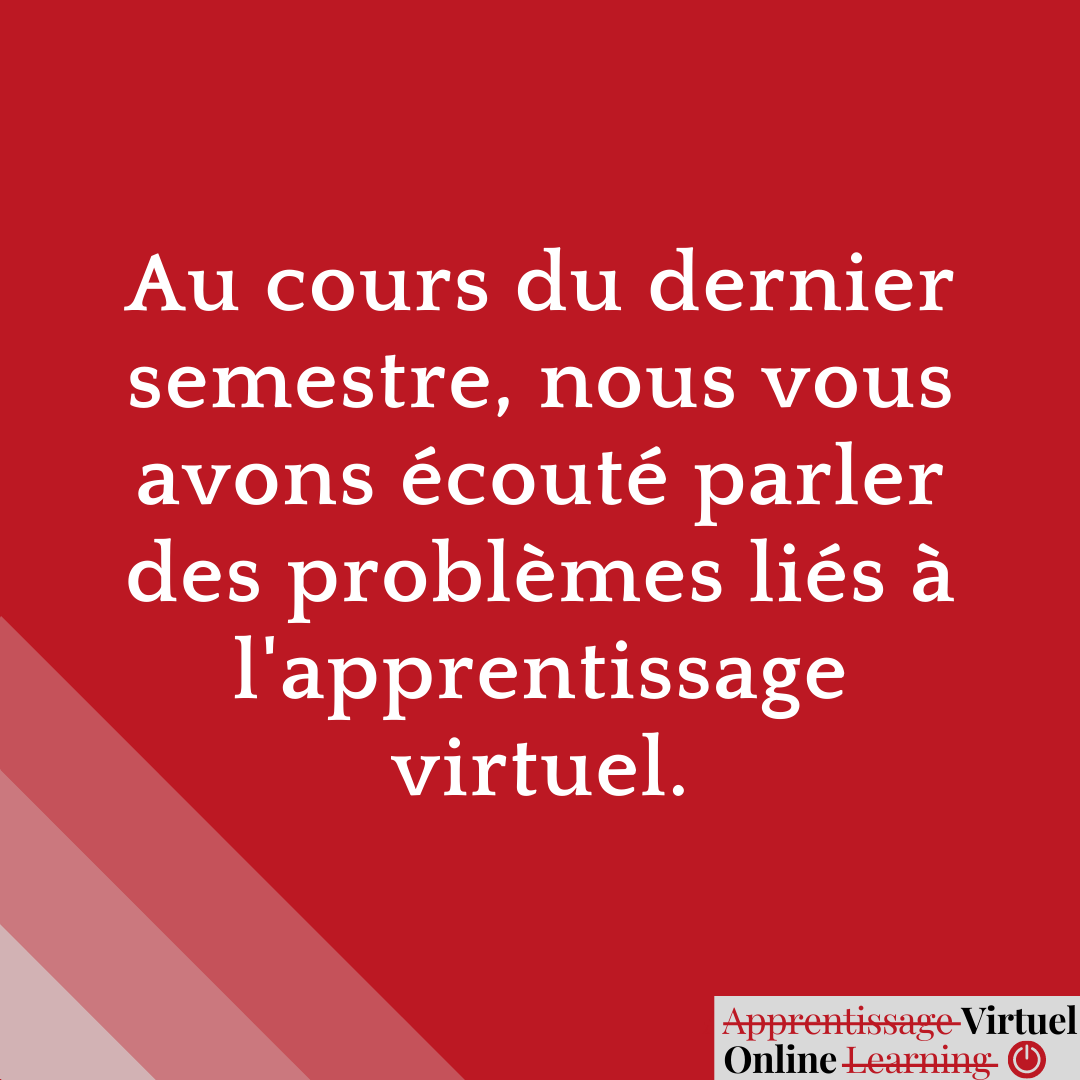 Au cours du dernier
semestre, nous vous
avons écouté parler
des problèmes liés à
l'apprentissage
virtuel.
Apprentissage Virtuel
Online Learning